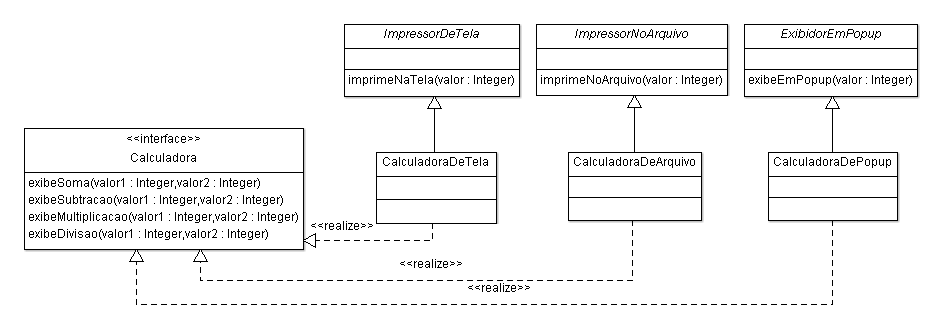 ImpressorDeTela
ImpressorNoArquivo
ExibidorEmPopup
imprimeNaTela(valor : Integer)
imprimeNoArquivo(valor : Integer)
exibeEmPopup(valor : Integer)
<<interface>>
Calculadora
exibeSoma(valor1 : Integer,valor2 : Integer)
exibeSubtracao(valor1 : Integer,valor2 : Integer)
exibeMultiplicacao(valor1 : Integer,valor2 : Integer)
exibeDivisao(valor1 : Integer,valor2 : Integer)
CalculadoraDeTela
CalculadoraDeArquivo
CalculadoraDePopup
<<realize>>
<<realize>>
<<realize>>